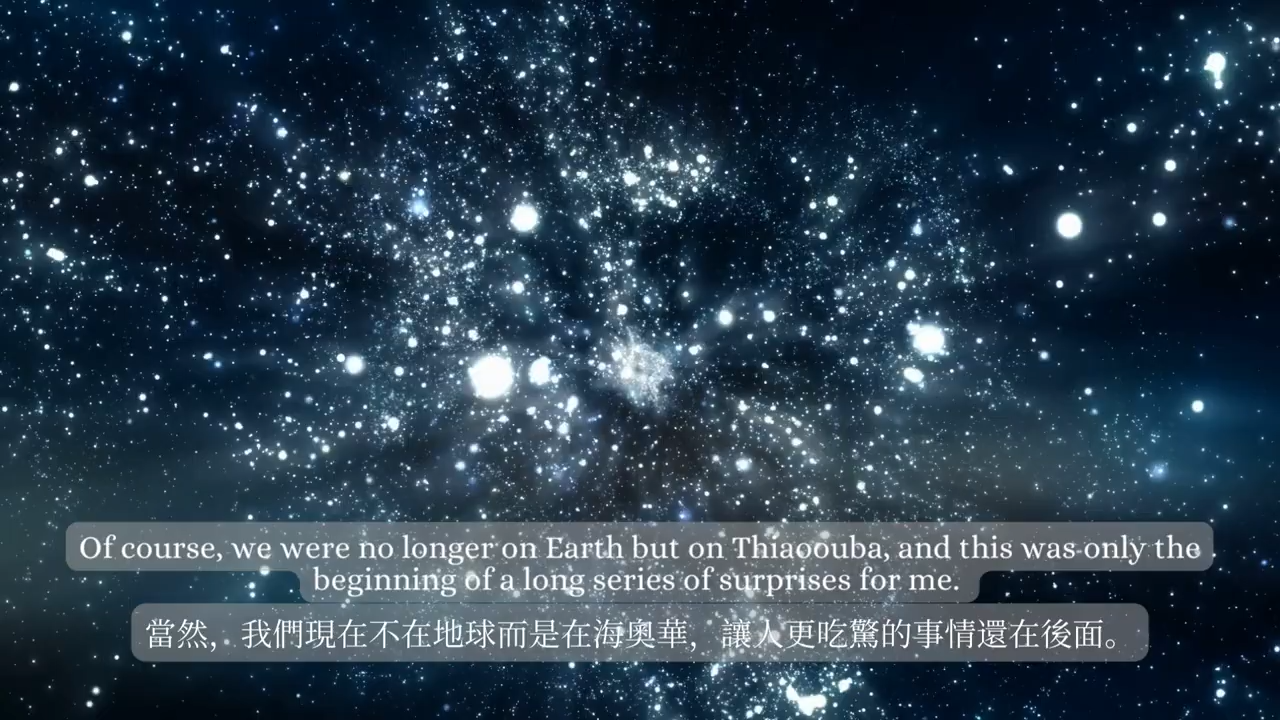 Of course, we were no longer on Earth but on Thiaoouba, and this was only the
beginning of a long series of surprises for me.
當然，我們現在不在地球而是在海奧華，讓人更吃驚的事情還在後面。